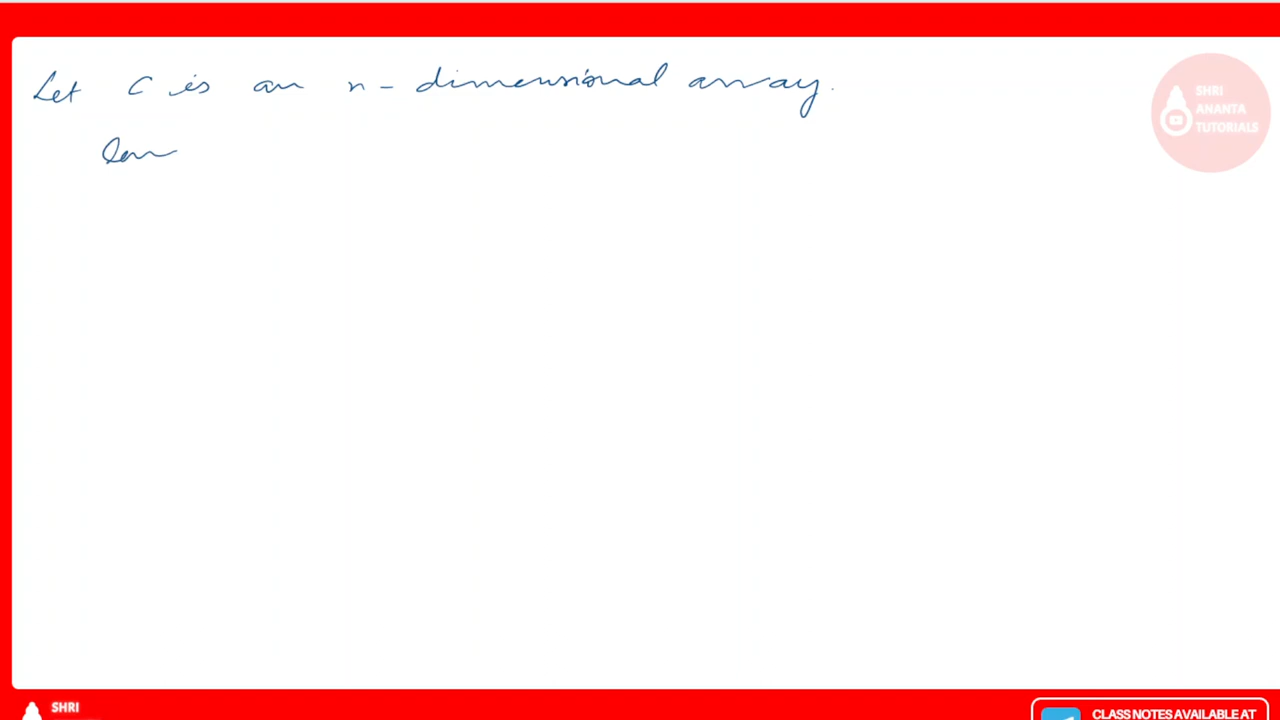 Let C is an n-dimensional array.
SHRI
ANANTA
TUTORIALS
SHRI
CLASS NOTES AVAILABLE AT